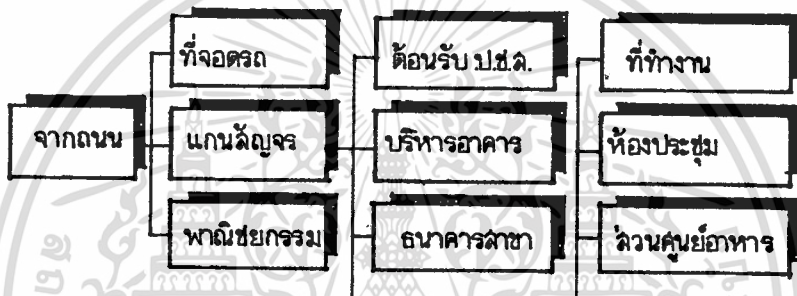 ที่จอดรถ
ต้อนรับ ป.ช.ส.
ที่ทำงาน
จากถนน
แกนสัญจร
บริหารอาคาร
ห้องประชุม
พาณิชยกรรม
ธนาคารสาขา
ส่วนศูนย์อาหาร